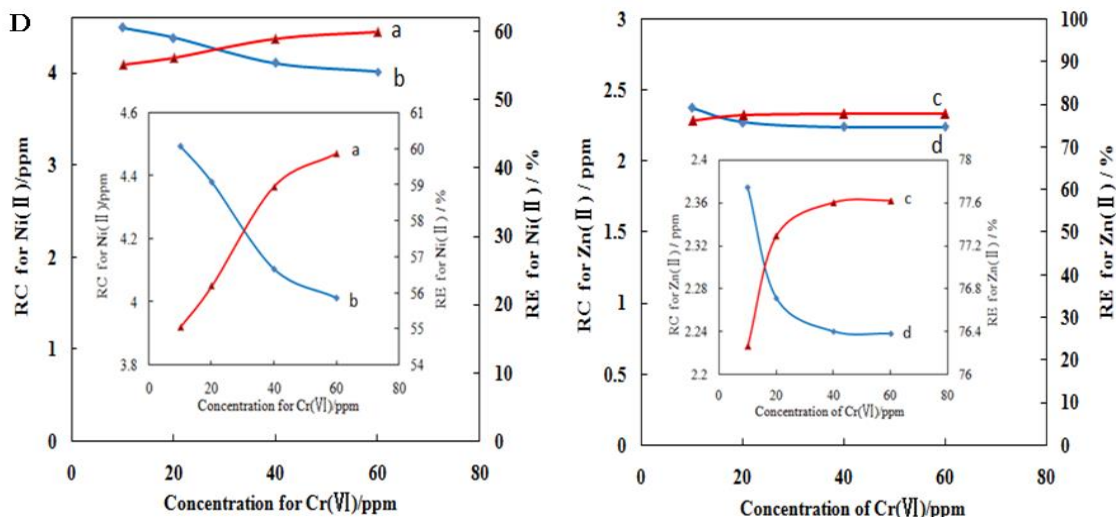 D
RC for Ni(Ⅱ)/ppm
4
3
2
1
0
0 20 40 60 80
Concentration for Cr(Ⅵ)/ppm
60
50
40
30
20
10
0
RE for Ni(Ⅱ) / %
a
b
RC for Ni(Ⅱ)/ppm
4.6
4.4
4.2
4
3.8
0 20 40 60 80
Concentration for Cr(Ⅵ)/ppm
61
60
59
58
57
56
55
54
RE for Ni(Ⅱ) / %
a
b
RC for Zn(Ⅱ) / ppm
3
2.5
2
1.5
1
0.5
0
0 20 40 60 80
Concentration of Cr(Ⅵ)/ppm
100
90
80
70
60
50
40
30
20
10
0
RE for Zn(Ⅱ) / %
c
d
RC for Zn(Ⅱ) / ppm
2.4
2.36
2.32
2.28
2.24
2.2
0 20 40 60 80
Concentration of Cr(Ⅵ)/ppm
78
77.6
77.2
76.8
76.4
76
RE for Zn(Ⅱ) / %
c
d